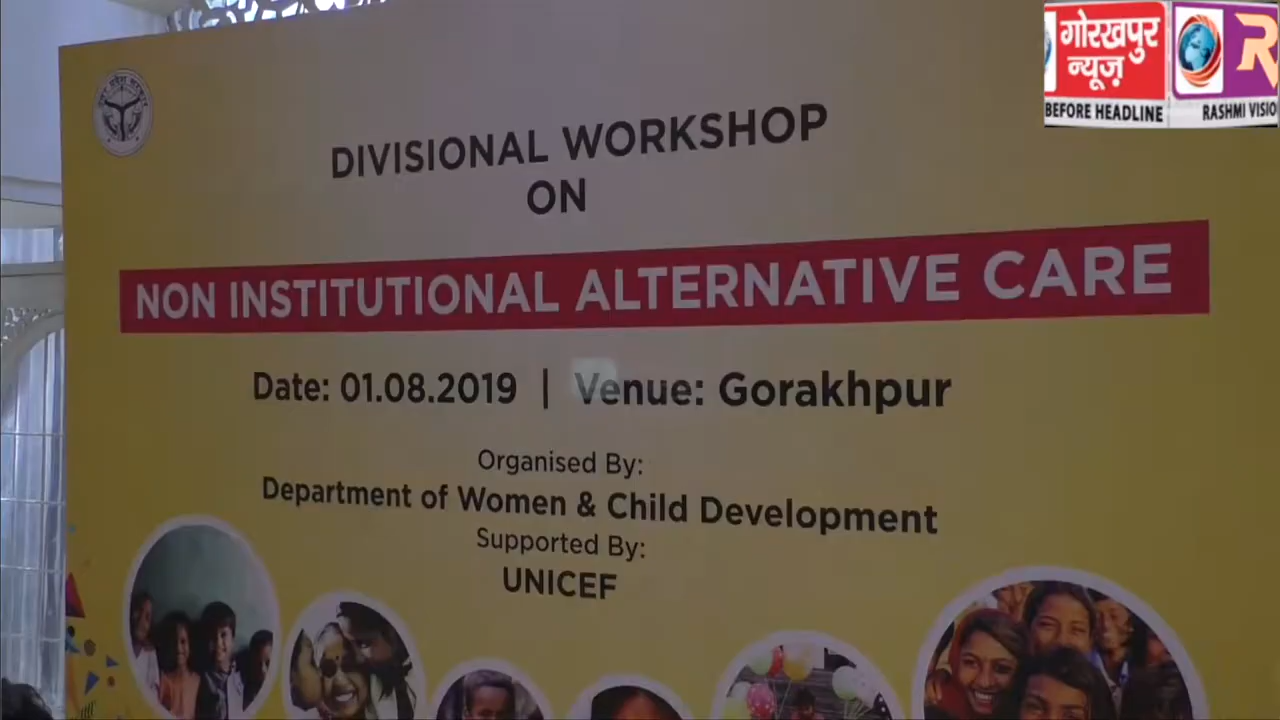 गोरखपुर
न्यूज़
BEFORE HEADLINE
R
RASHMI VISIO
DIVISIONAL WORKSHOP
ON
NON INSTITUTIONAL ALTERNATIVE CARE
Date: 01.08.2019 | Venue: Gorakhpur
Organised By:
Department of Women & Child Development
Supported By:
UNICEF